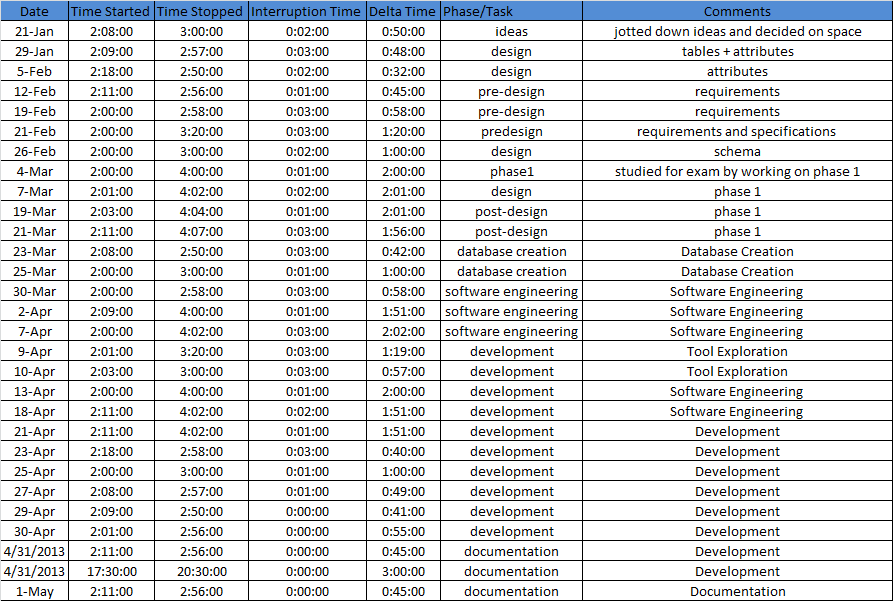 Date Time Started Time Stopped Interruption Time Delta Time Phase/Task Comments
21-Jan 2:08:00 3:00:00 0:02:00 0:50:00 ideas jotted down ideas and decided on space
29-Jan 2:09:00 2:57:00 0:03:00 0:48:00 design tables + attributes
5-Feb 2:18:00 2:50:00 0:02:00 0:32:00 design attributes
12-Feb 2:11:00 2:56:00 0:01:00 0:45:00 pre-design requirements
19-Feb 2:00:00 2:58:00 0:03:00 0:58:00 pre-design requirements
21-Feb 2:00:00 3:20:00 0:03:00 1:20:00 predesign requirements and specifications
26-Feb 2:00:00 3:00:00 0:02:00 1:00:00 design schema
4-Mar 2:00:00 4:00:00 0:01:00 2:00:00 phase1 studied for exam by working on phase 1
7-Mar 2:01:00 4:02:00 0:02:00 2:01:00 design phase 1
19-Mar 2:03:00 4:04:00 0:01:00 2:01:00 post-design phase 1
21-Mar 2:11:00 4:07:00 0:03:00 1:56:00 post-design phase 1
23-Mar 2:08:00 2:50:00 0:03:00 0:42:00 database creation Database Creation
25-Mar 2:00:00 3:00:00 0:01:00 1:00:00 database creation Database Creation
30-Mar 2:00:00 2:58:00 0:03:00 0:58:00 software engineering Software Engineering
2-Apr 2:09:00 4:00:00 0:01:00 1:51:00 software engineering Software Engineering
7-Apr 2:00:00 4:02:00 0:03:00 2:02:00 software engineering Software Engineering
9-Apr 2:01:00 3:20:00 0:03:00 1:19:00 development Tool Exploration
10-Apr 2:03:00 3:00:00 0:03:00 0:57:00 development Tool Exploration
13-Apr 2:00:00 4:00:00 0:01:00 2:00:00 development Software Engineering
18-Apr 2:11:00 4:02:00 0:02:00 1:51:00 development Software Engineering
21-Apr 2:11:00 4:02:00 0:01:00 1:51:00 development Development
23-Apr 2:18:00 2:58:00 0:03:00 0:40:00 development Development
25-Apr 2:00:00 3:00:00 0:01:00 1:00:00 development Development
27-Apr 2:08:00 2:57:00 0:01:00 0:49:00 development Development
29-Apr 2:09:00 2:50:00 0:00:00 0:41:00 development Development
30-Apr 2:01:00 2:56:00 0:00:00 0:55:00 development Development
4/31/2013 2:11:00 2:56:00 0:00:00 0:45:00 documentation Development
4/31/2013 17:30:00 20:30:00 0:00:00 3:00:00 documentation Development
1-May 2:11:00 2:56:00 0:00:00 0:45:00 documentation Documentation